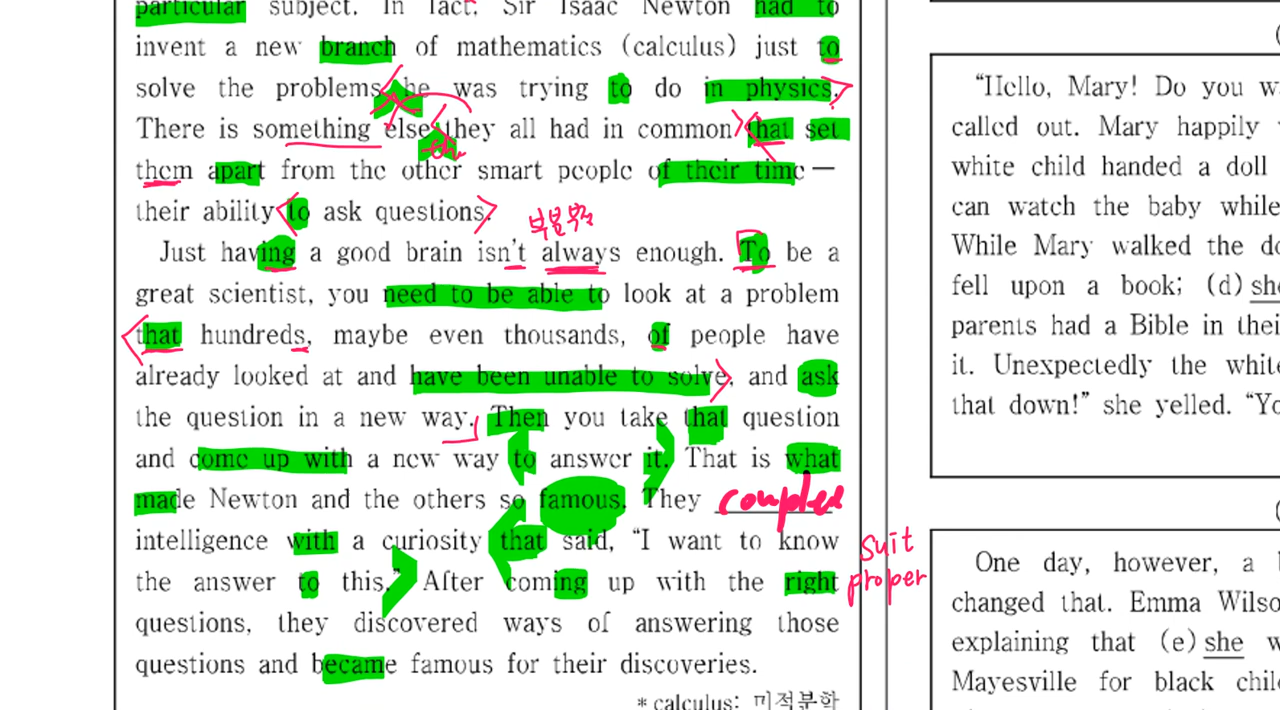 particular subject. In fact, Sir Isaac Newton had to
invent a new branch of mathematics (calculus) just to
solve the problems he was trying to do in physics.
There is something else they all had in common that set
them apart from the other smart people of their time—
their ability to ask questions.
부분부정
Just having a good brain isn't always enough. To be a
great scientist, you need to be able to look at a problem
that hundreds, maybe even thousands, of people have
already looked at and have been unable to solve, and ask
the question in a new way. Then you take that question
and come up with a new way to answer it. That is what
made Newton and the others so famous. They coupled
intelligence with a curiosity that said, “I want to know
the answer to this.” After coming up with the right
questions, they discovered ways of answering those
questions and became famous for their discoveries.
* calculus: 미적분학
suit
proper
“Hello, Mary! Do you
called out. Mary happily
white child handed a doll
can watch the baby while
While Mary walked the
fell upon a book; (d) she
parents had a Bible in
it. Unexpectedly the
that down!” she yelled.
One day, however, a
changed that. Emma
explaining that (e) she
Mayesville for black